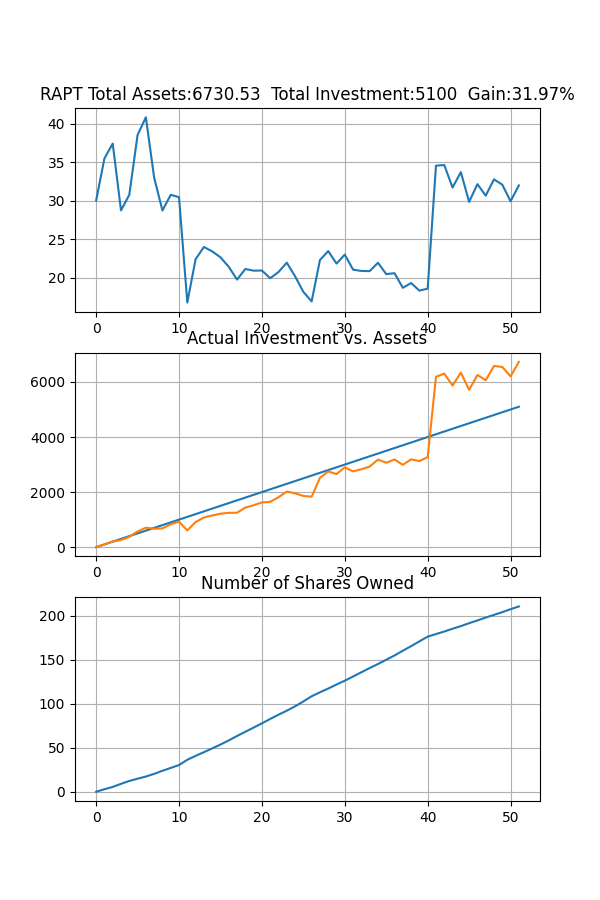 RAPT Total Assets:6730.53  Total Investment:5100  Gain:31.97%
40
35
30
25
20
0 10 20 30 40 50
Actual Investment vs. Assets
6000
4000
2000
0
0 10 20 30 40 50
Number of Shares Owned
200
150
100
50
0
0 10 20 30 40 50